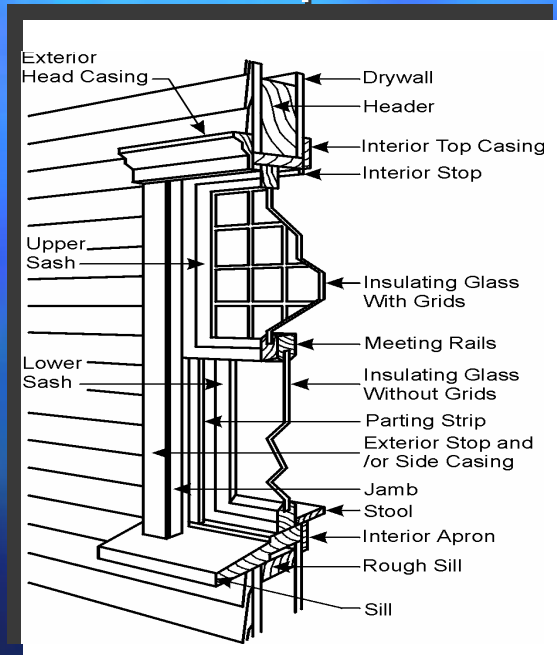 Exterior
Head Casing
Drywall
Header
Interior Top Casing
Interior Stop
Upper
Sash
Insulating Glass
With Grids
Meeting Rails
Lower
Sash
Insulating Glass
Without Grids
Parting Strip
Exterior Stop and
/or Side Casing
Jamb
Stool
Interior Apron
Rough Sill
Sill